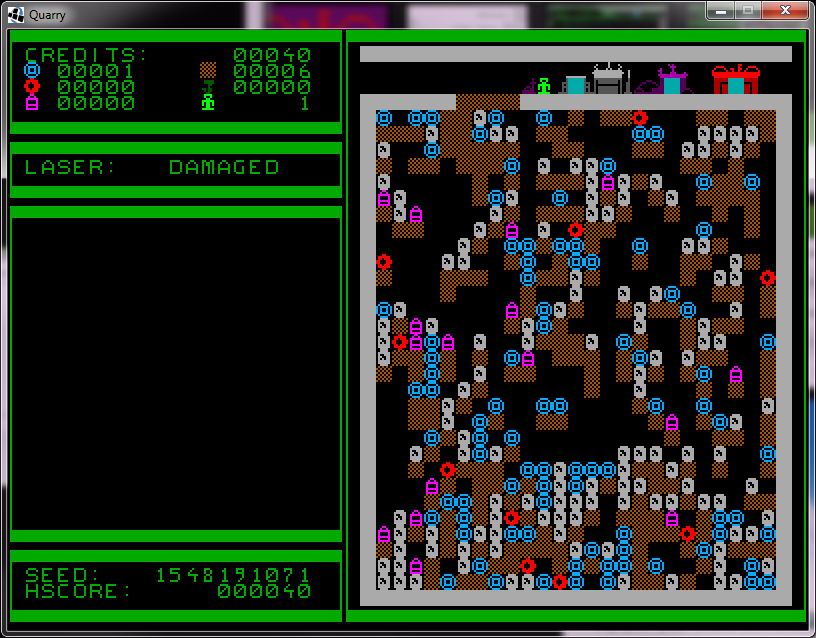 Quarry
CREDITS: 00040
00001 00006
00000 00000
00000 1
LASER: DAMAGED
SEED: 1548191071
HSCORE: 000040